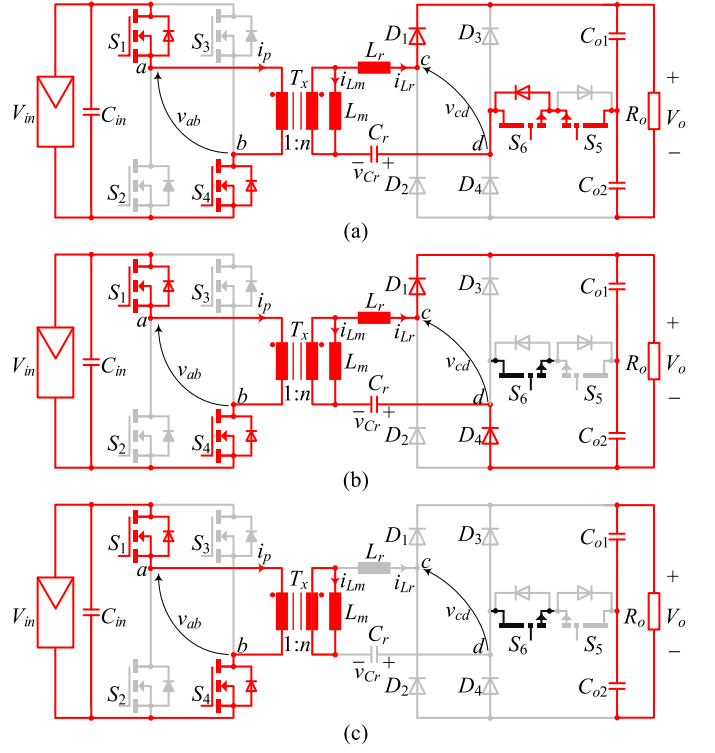 S1 S3 D1 D3 Co1
a ip Lr c
Vin Cin vab Tx iLm iLr vcd Ro + Vo −
Lm
b 1:n Cr d S6 S5
S2 S4 − vCr + D2 D4 Co2
(a)
S1 S3 D1 D3 Co1
a ip Lr c
Vin Cin vab Tx iLm iLr vcd Ro + Vo −
Lm
b 1:n Cr d S6 S5
S2 S4 − vCr + D2 D4 Co2
(b)
S1 S3 D1 D3 Co1
a ip Lr c
Vin Cin vab Tx iLm iLr vcd Ro + Vo −
Lm
b 1:n Cr d S6 S5
S2 S4 − vCr + D2 D4 Co2
(c)